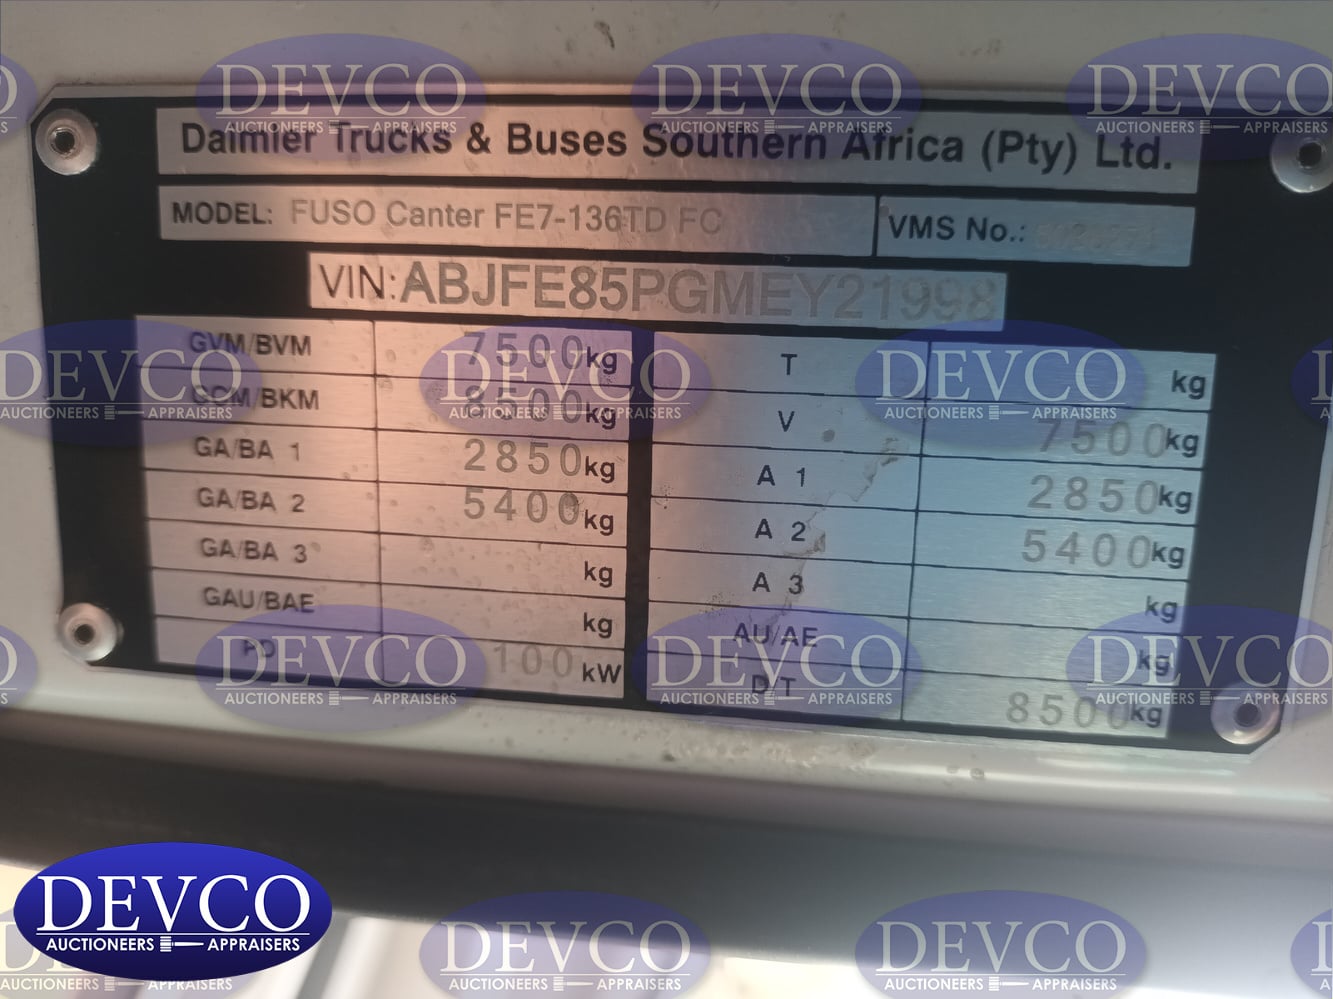 Daimler Trucks & Buses Southern Africa (Pty) Ltd.
MODEL: FUSO Canter FE7-136TD FC
VMS No.:
VIN:ABJFE85PGMEY21998
GVM/BVM 7500kg
GCM/BKM 8500kg
GA/BA 1 2850kg
GA/BA 2 5400kg
GA/BA 3 kg
GAU/BAE kg
PD 100 kW
T kg
V 7500kg
A 1 2850kg
A 2 5400kg
A 3 kg
AU/AE kg
D/T 8500kg
DEVCO
AUCTIONEERS APPRAISERS